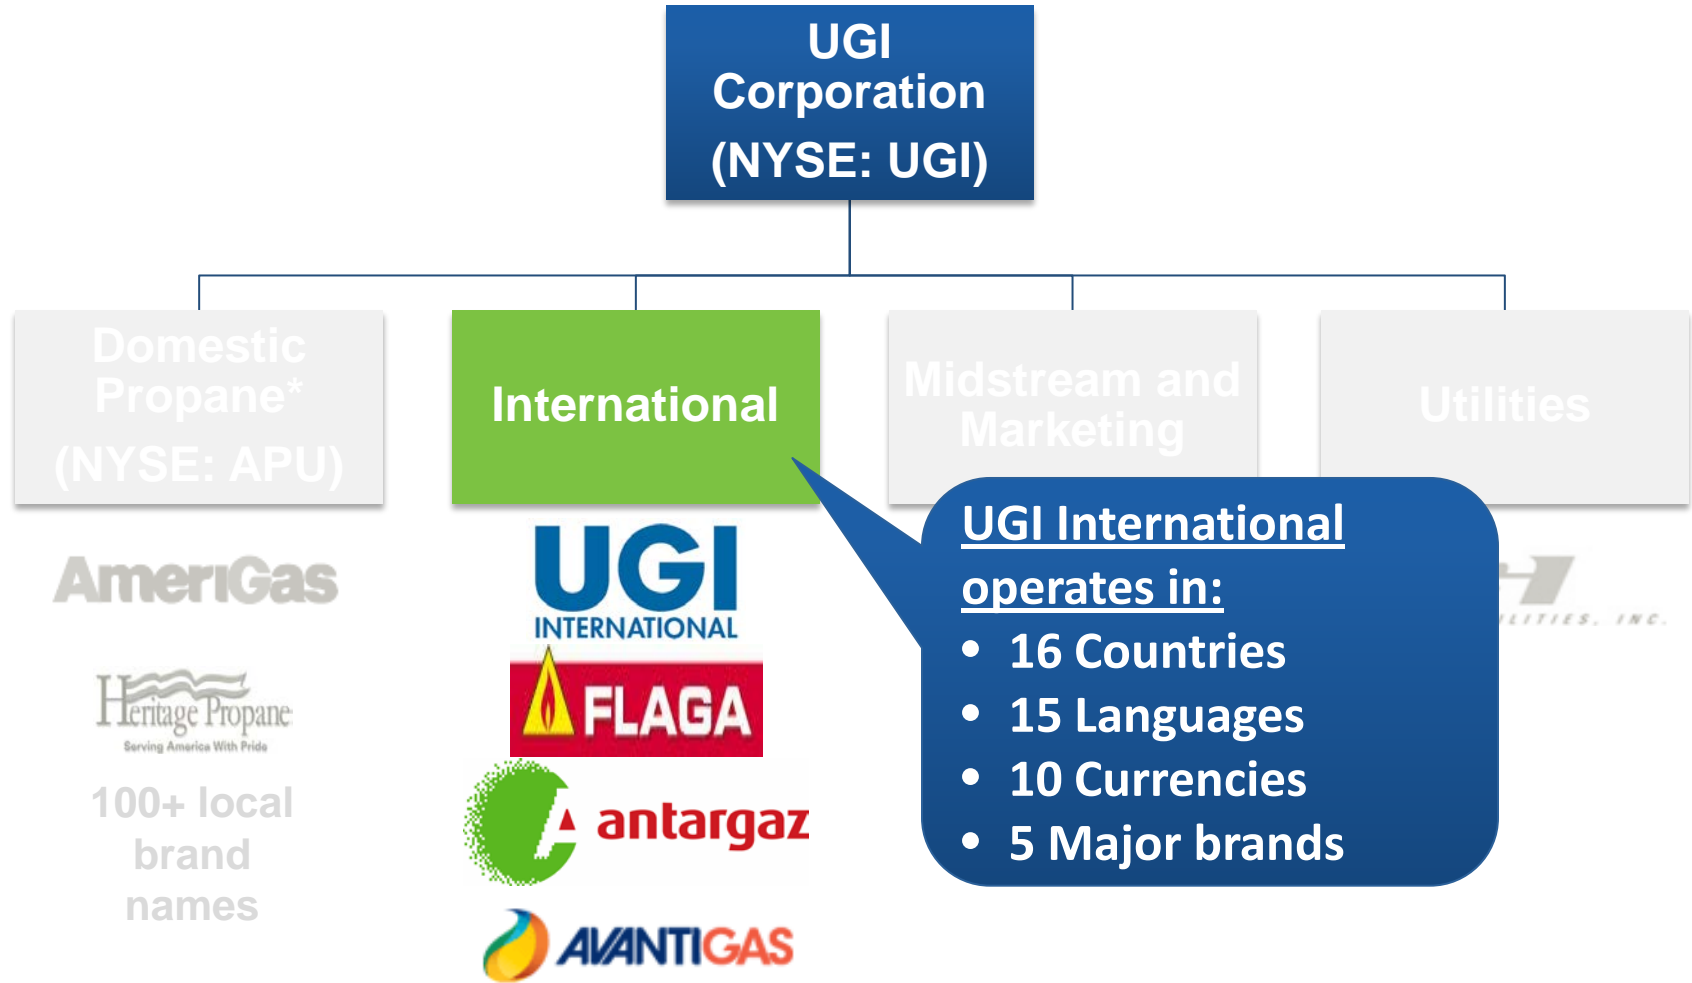 UGI
Corporation
(NYSE: UGI)
Domestic
Propane*
(NYSE: APU)
International
Midstream and
Marketing
Utilities
AmeriGas
Heritage Propane
Serving America With Pride
100+ local
brand
names
UGI
INTERNATIONAL
FLAGA
antargaz
AVANTIGAS
UGI International
operates in:
• 16 Countries
• 15 Languages
• 10 Currencies
• 5 Major brands
INC.